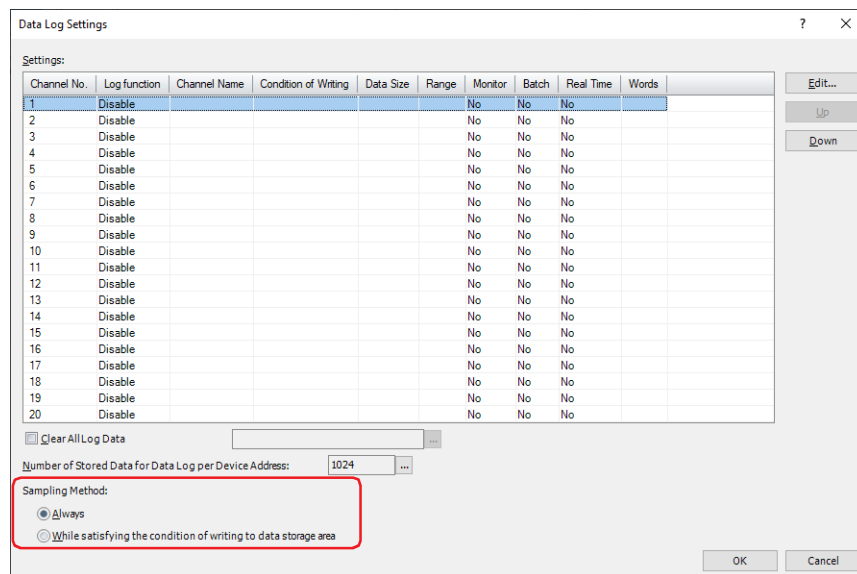 Data Log Settings ? ×
Settings:
Channel No. Log function Channel Name Condition of Writing Data Size Range Monitor Batch Real Time Words
1 Disable No No No
2 Disable No No No
3 Disable No No No
4 Disable No No No
5 Disable No No No
6 Disable No No No
7 Disable No No No
8 Disable No No No
9 Disable No No No
10 Disable No No No
11 Disable No No No
12 Disable No No No
13 Disable No No No
14 Disable No No No
15 Disable No No No
16 Disable No No No
17 Disable No No No
18 Disable No No No
19 Disable No No No
20 Disable No No No
Edit...
Up
Down
Clear All Log Data ...
Number of Stored Data for Data Log per Device Address: 1024 ...
Sampling Method:
Always
While satisfying the condition of writing to data storage area
OK Cancel